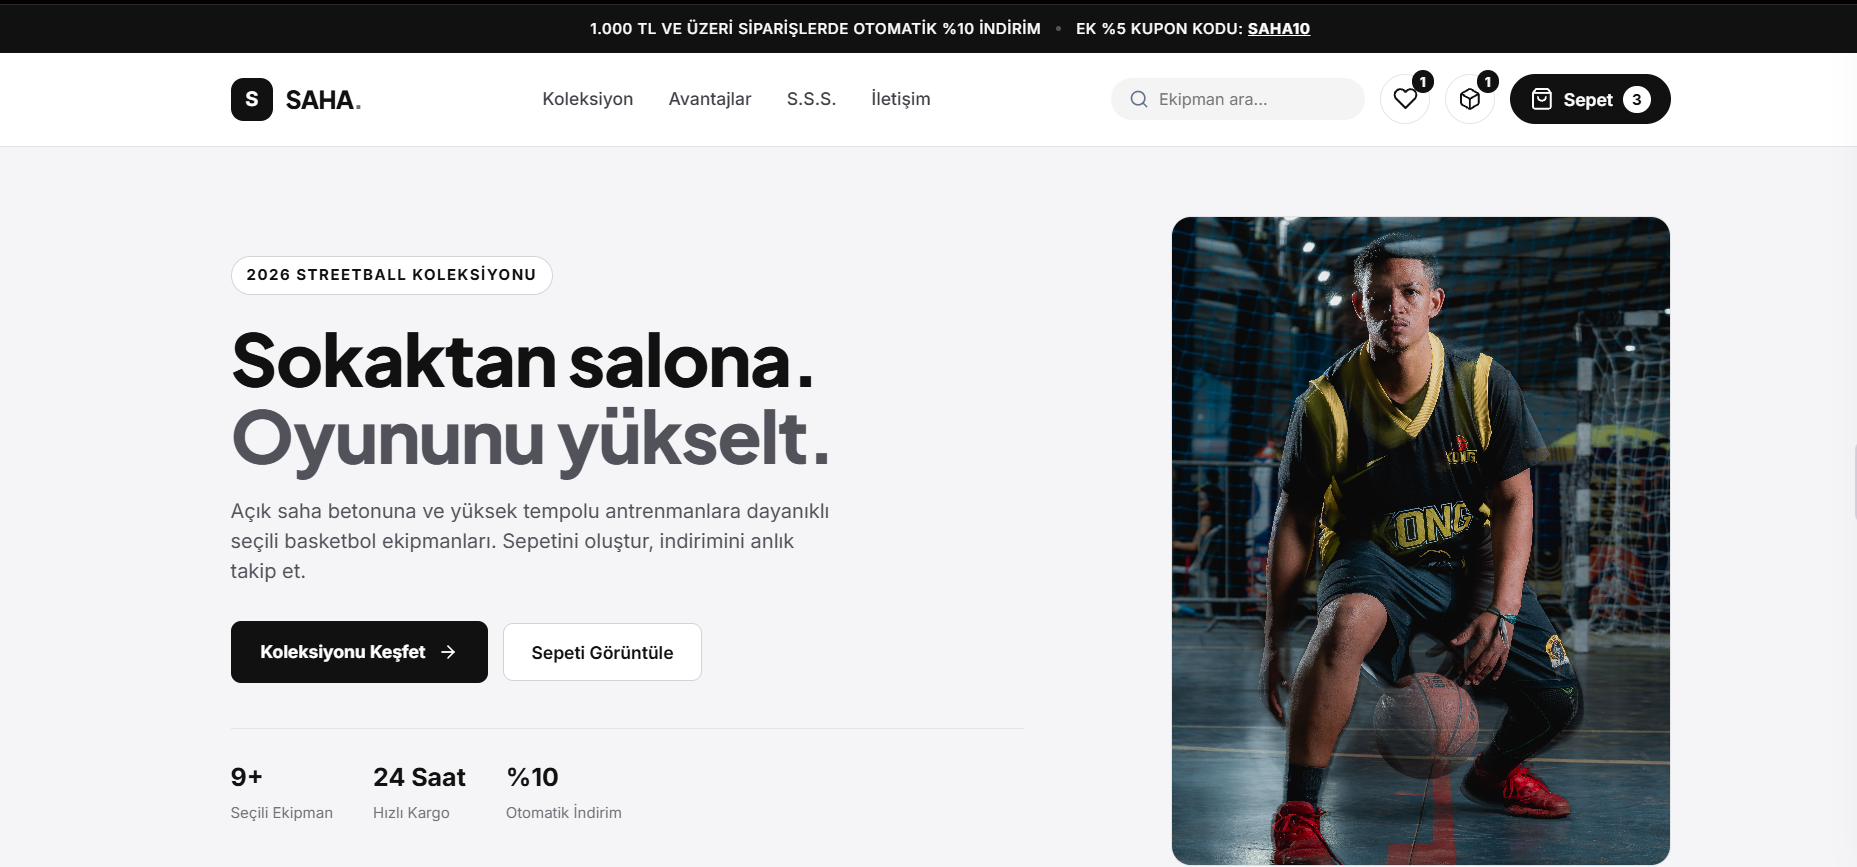 1.000 TL VE ÜZERİ SİPARİŞLERDE OTOMATİK %10 İNDİRİM • EK %5 KUPON KODU: SAHA10
S SAHA.
Koleksiyon Avantajlar S.S.S. İletişim
Ekipman ara...
1
1
Sepet 3
2026 STREETBALL KOLEKSİYONU
Sokaktan salona.
Oyununu yükselt.
Açık saha betonuna ve yüksek tempolu antrenmanlara dayanıklı
seçili basketbol ekipmanları. Sepetini oluştur, indirimini anlık
takip et.
Koleksiyonu Keşfet →
Sepeti Görüntüle
9+
Seçili Ekipman
24 Saat
Hızlı Kargo
%10
Otomatik İndirim